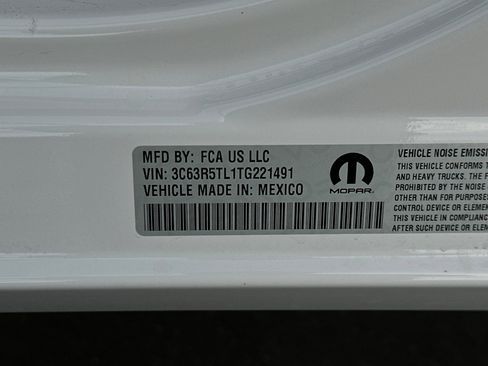 MFD BY: FCA US LLC
VIN: 3C63R5TL1TG221491
VEHICLE MADE IN: MEXICO
MOPAR
VEHICLE NOISE EMISSI
THIS VEHICLE CONFORMS T
AND HEAVY TRUCKS. THE F
PROHIBITED BY THE NOISE
OTHER THAN FOR PURPOSES
CONTROL DEVICE OR ELEMEN
THIS VEHICLE IN COMPLIANC
AFTER SUCH DEVICE OR ELEM